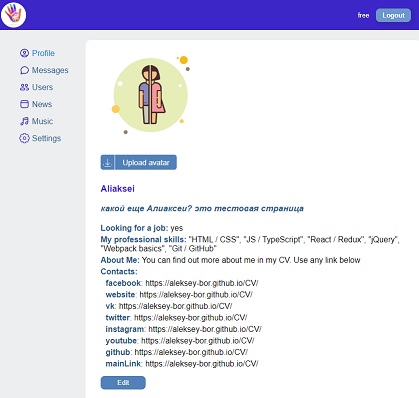 free
Logout
Profile
Messages
Users
News
Music
Settings
Upload avatar
Aliaksei
какой еще Алиаксеи? это тестовая страница
Looking for a job: yes
My professional skills: "HTML / CSS", "JS / TypeScript", "React / Redux", "jQuery",
"Webpack basics", "Git / GitHub"
About Me: You can find out more about me in my CV. Use any link below
Contacts:
facebook: https://aleksey-bor.github.io/CV/
website: https://aleksey-bor.github.io/CV/
vk: https://aleksey-bor.github.io/CV/
twitter: https://aleksey-bor.github.io/CV/
instagram: https://aleksey-bor.github.io/CV/
youtube: https://aleksey-bor.github.io/CV/
github: https://aleksey-bor.github.io/CV/
mainLink: https://aleksey-bor.github.io/CV/
Edit